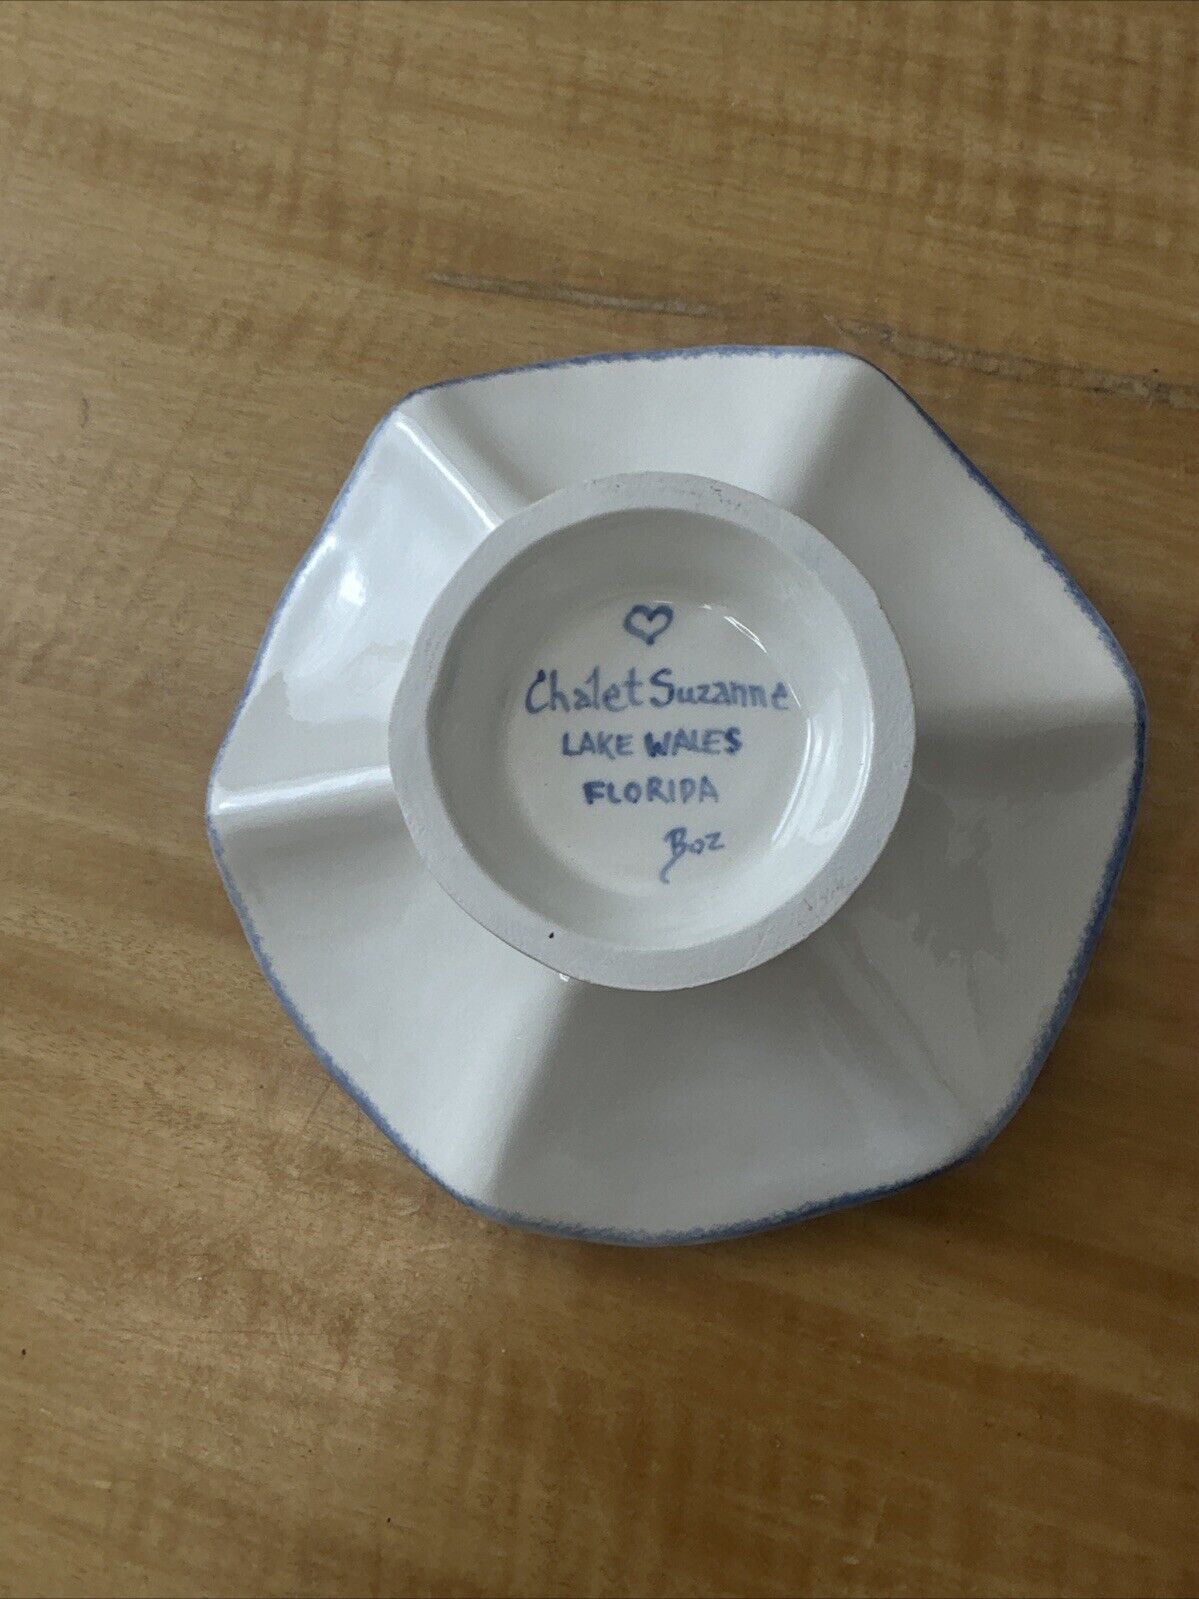 ♡
Chalet Suzanne
LAKE WALES
FLORIDA
Boz